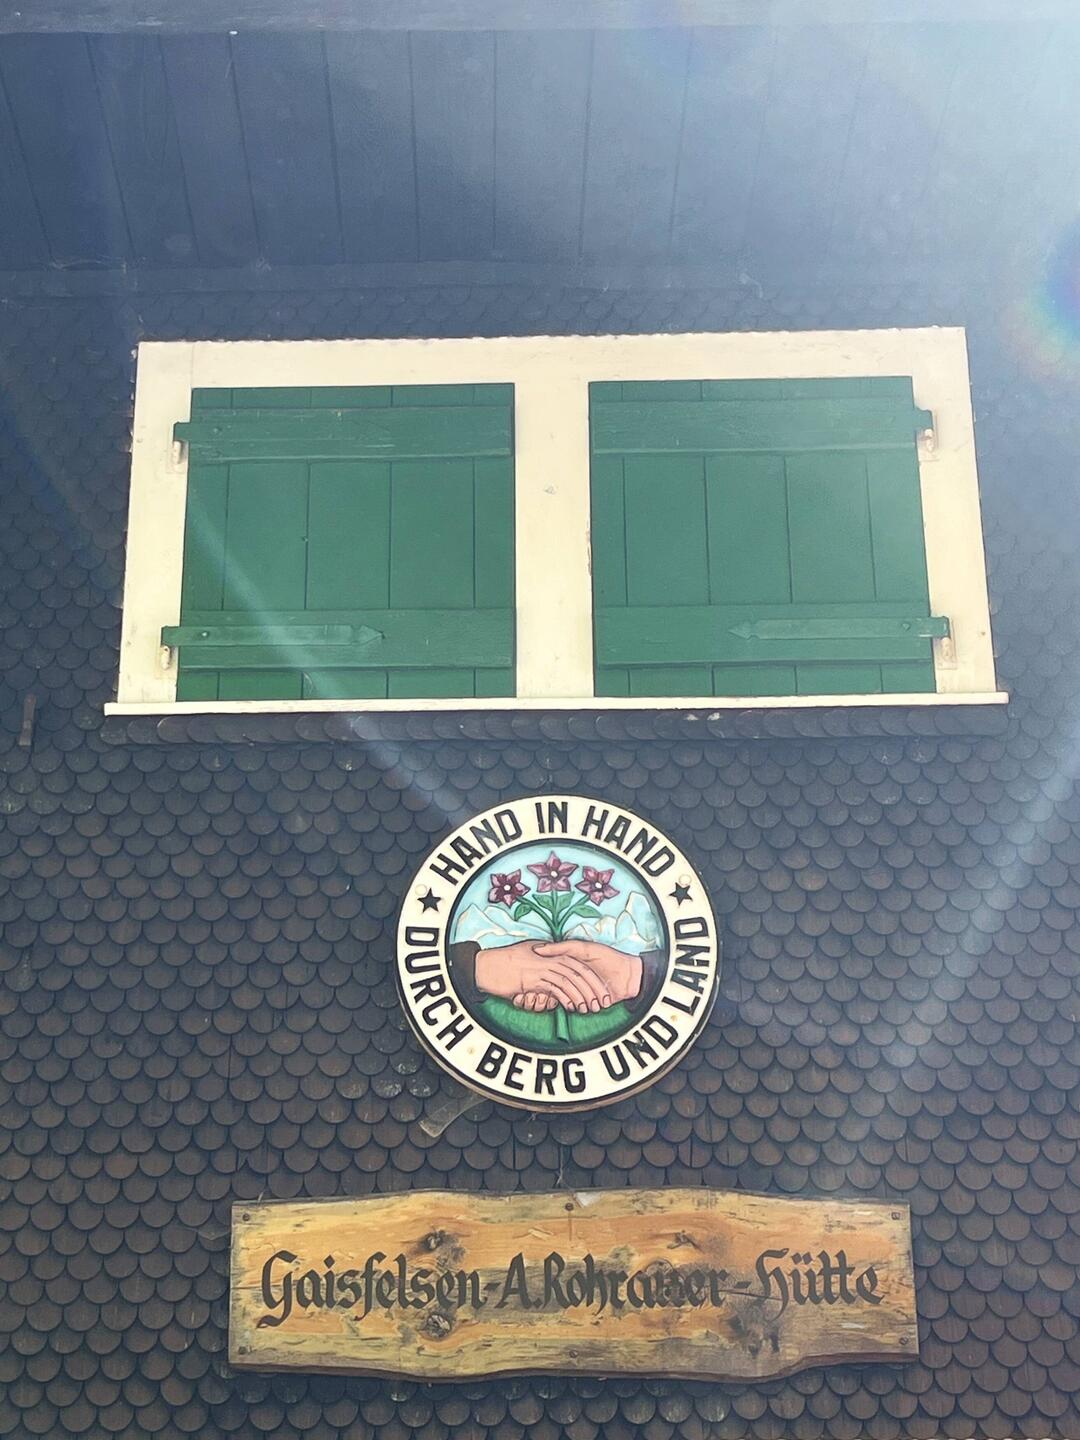 HAND IN HAND
DURCH BERG UND LAND
Gaisfelsen-A.Rohrauer-Hütte